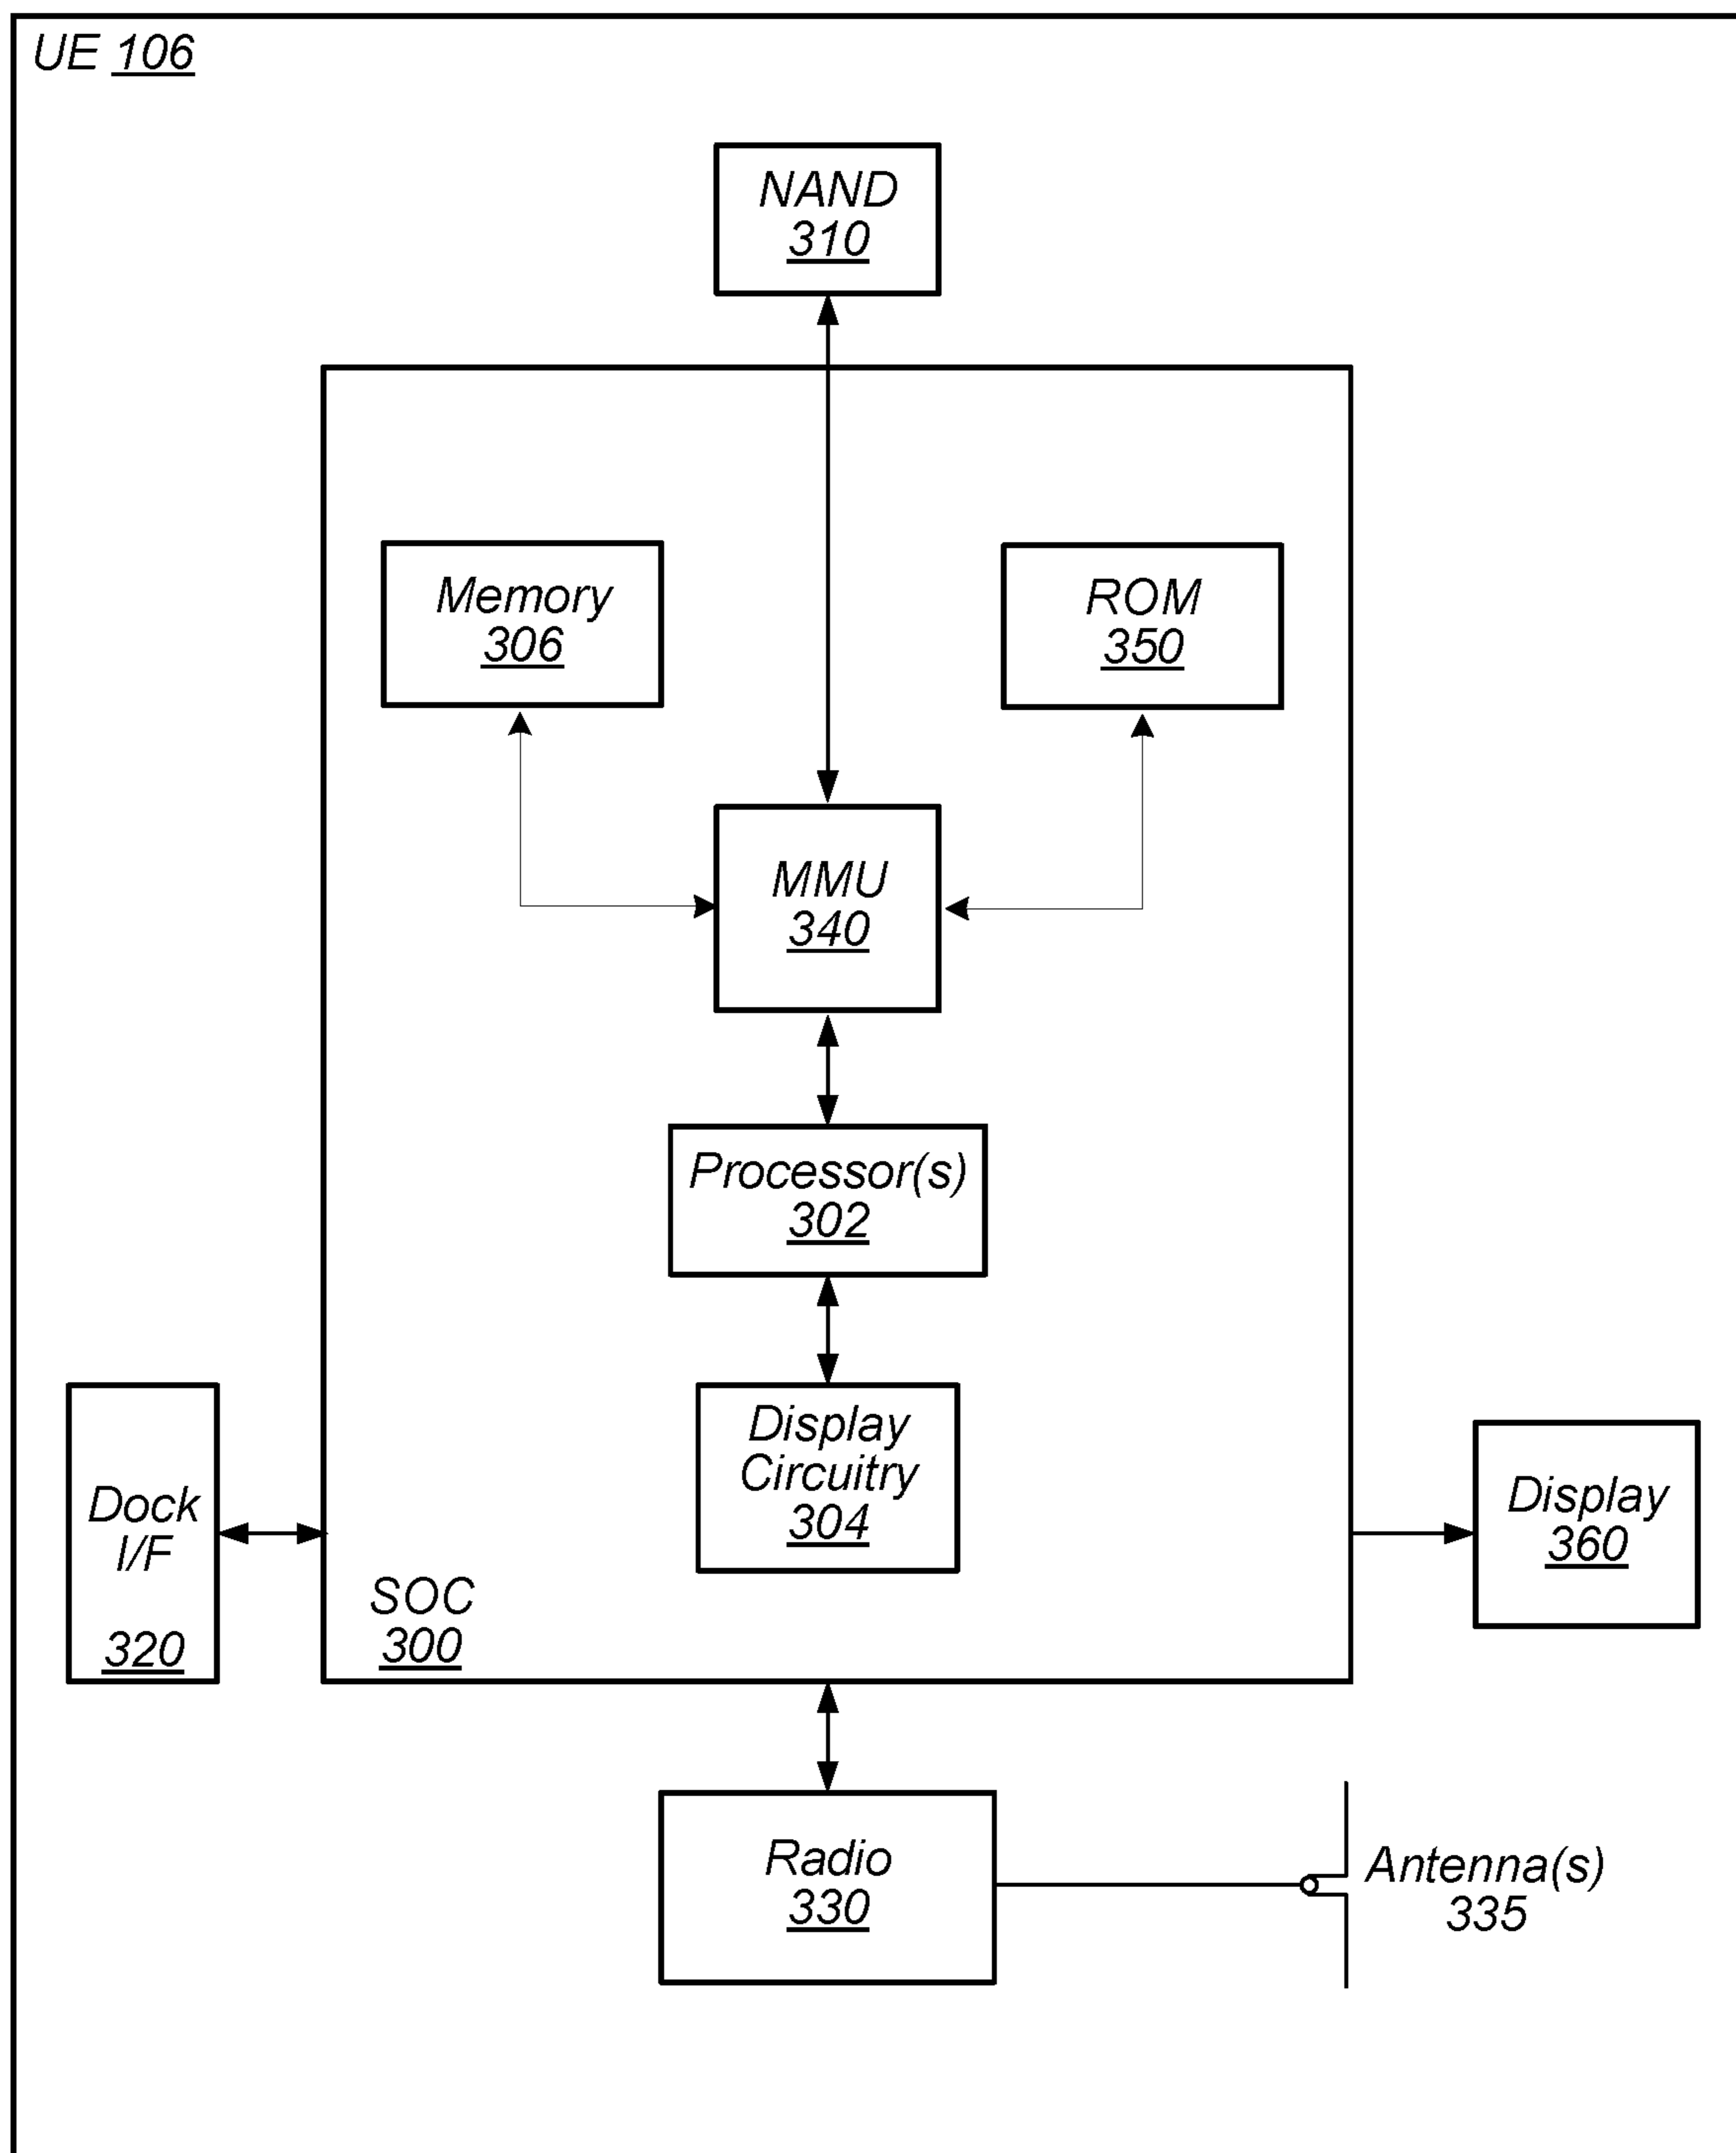 UE 106
NAND
310
Memory
306
ROM
350
MMU
340
Processor(s)
302
Display
Circuitry
304
Dock
I/F
320
SOC
300
Display
360
Radio
330
Antenna(s)
335